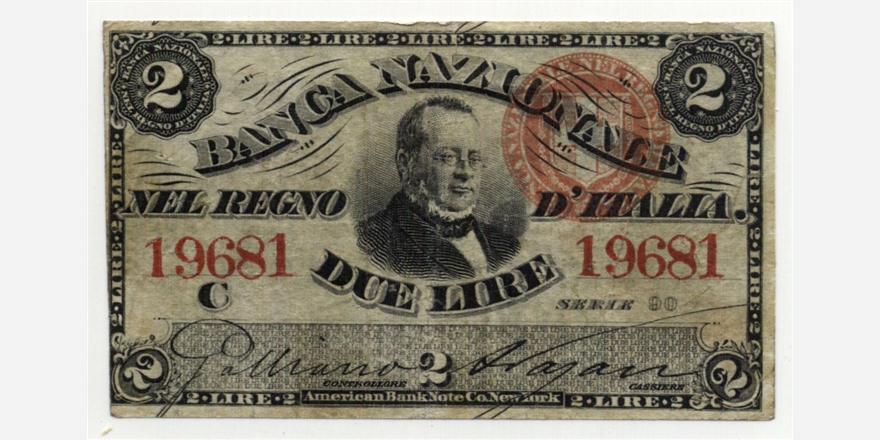 2·LIRE·2·LIRE·2·LIRE·2·LIRE·2·LIRE·2
2
BANCA NAZIONALE
2
NEL REGNO D'ITALIA.
19681
19681
DUE LIRE
C
SERIE 90
2
Galliano
2
2
CONTROLLORE
CASSIERE
American Bank Note Co. New York
2·LIRE·2
2·LIRE·2